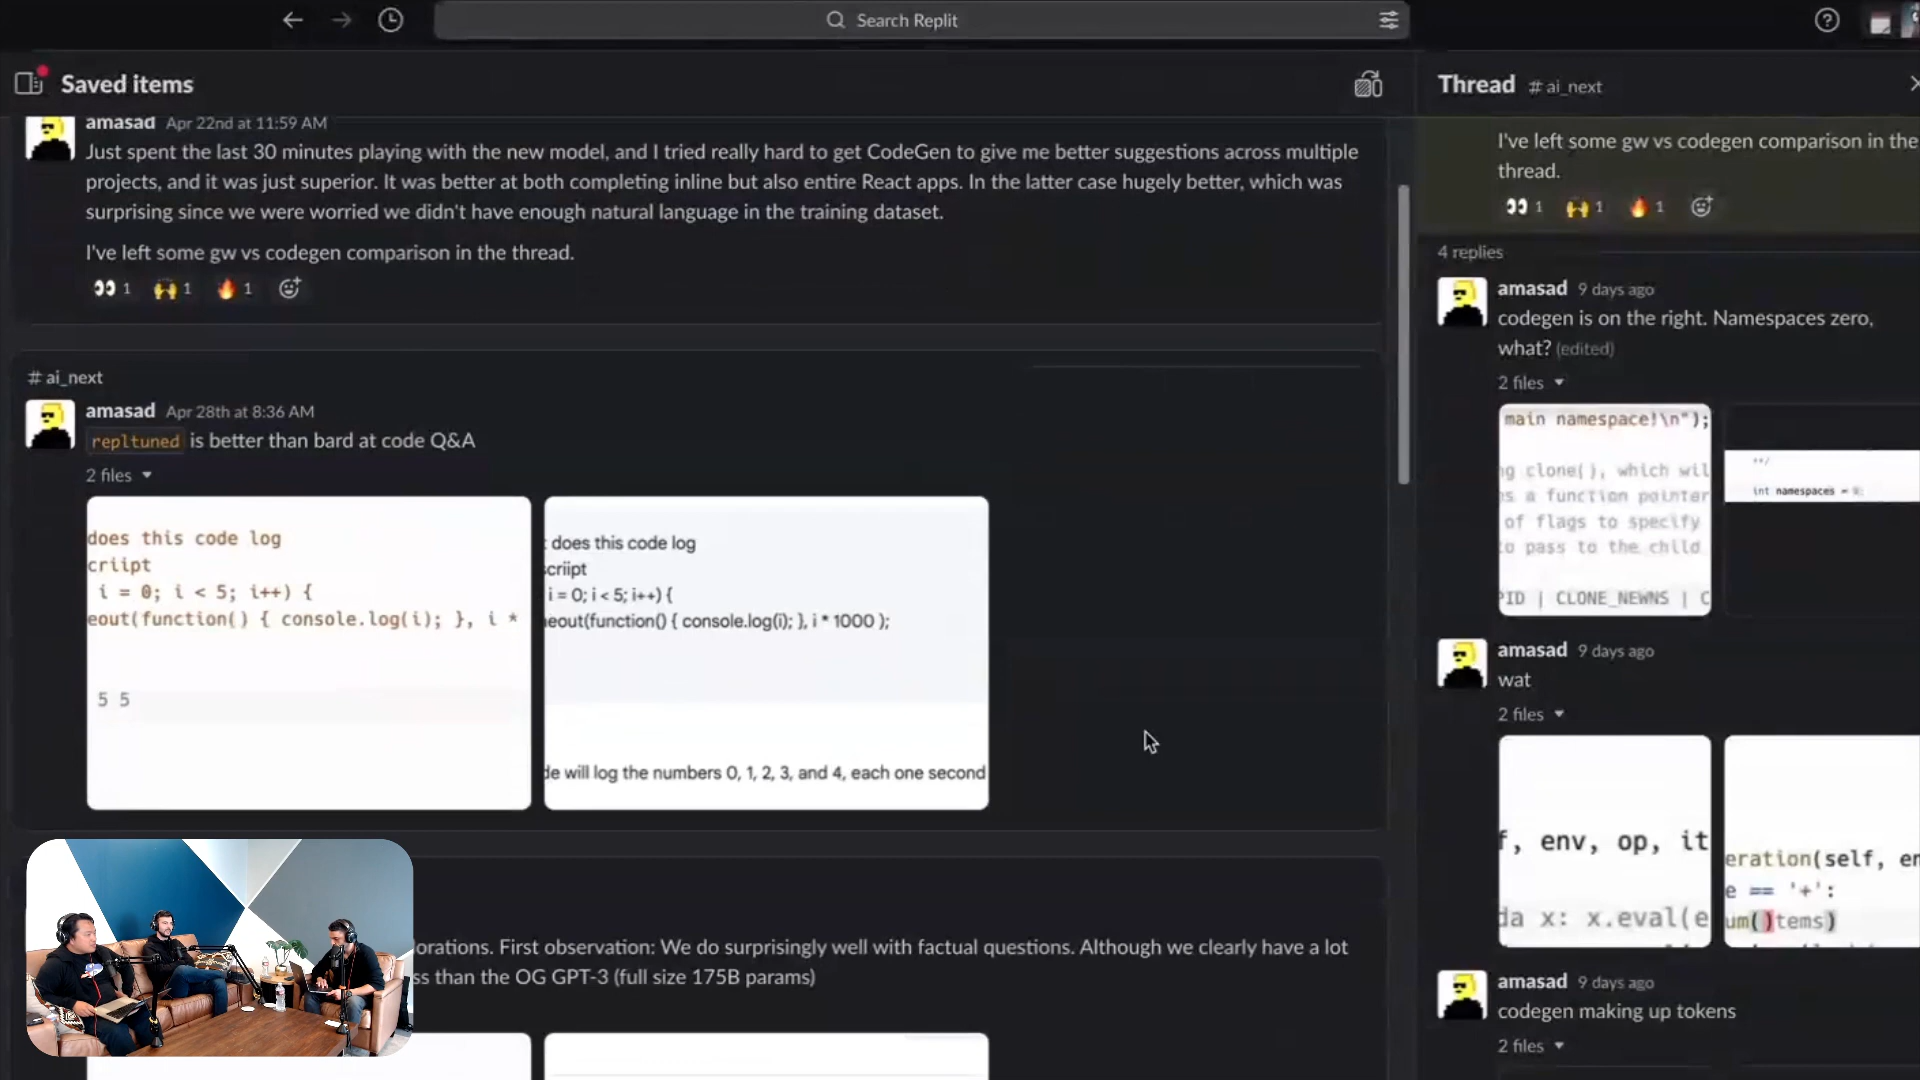 Search Replit
Saved items
amasad Apr 22nd at 11:59 AM
Just spent the last 30 minutes playing with the new model, and I tried really hard to get CodeGen to give me better suggestions across multiple
projects, and it was just superior. It was better at both completing inline but also entire React apps. In the latter case hugely better, which was
surprising since we were worried we didn't have enough natural language in the training dataset.
I've left some gw vs codegen comparison in the thread.
1 1 1
# ai_next
amasad Apr 28th at 8:36 AM
repltuned is better than bard at code Q&A
2 files
does this code log
criipt
i = 0; i < 5; i++) {
eout(function() { console.log(i); }, i *
5 5
does this code log
criipt
i = 0; i < 5; i++) {
eout(function() { console.log(i); }, i * 1000 );
de will log the numbers 0, 1, 2, 3, and 4, each one second
orations. First observation: We do surprisingly well with factual questions. Although we clearly have a lot
ss than the OG GPT-3 (full size 175B params)
Thread # ai_next
I've left some gw vs codegen comparison in the
thread.
1 1 1
4 replies
amasad 9 days ago
codegen is on the right. Namespaces zero,
what? (edited)
2 files
main namespace!\n");
ng clone(), which wil
s a function pointer
of flags to specify
to pass to the child
PID | CLONE_NEWNS | C
**/
int namespaces = 0;
amasad 9 days ago
wat
2 files
f, env, op, it
da x: x.eval(e
eration(self, en
e == '+':
um()tems)
amasad 9 days ago
codegen making up tokens
2 files